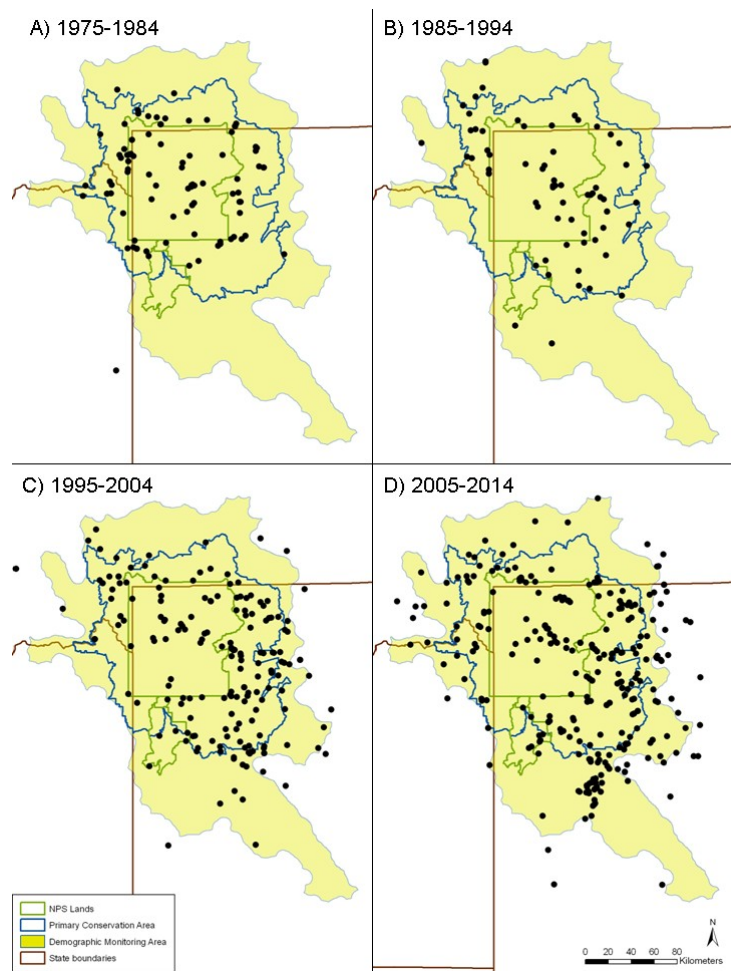 A) 1975-1984
B) 1985-1994
C) 1995-2004
D) 2005-2014
NPS Lands
Primary Conservation Area
Demographic Monitoring Area
State boundaries
N
0 20 40 60 80
Kilometers